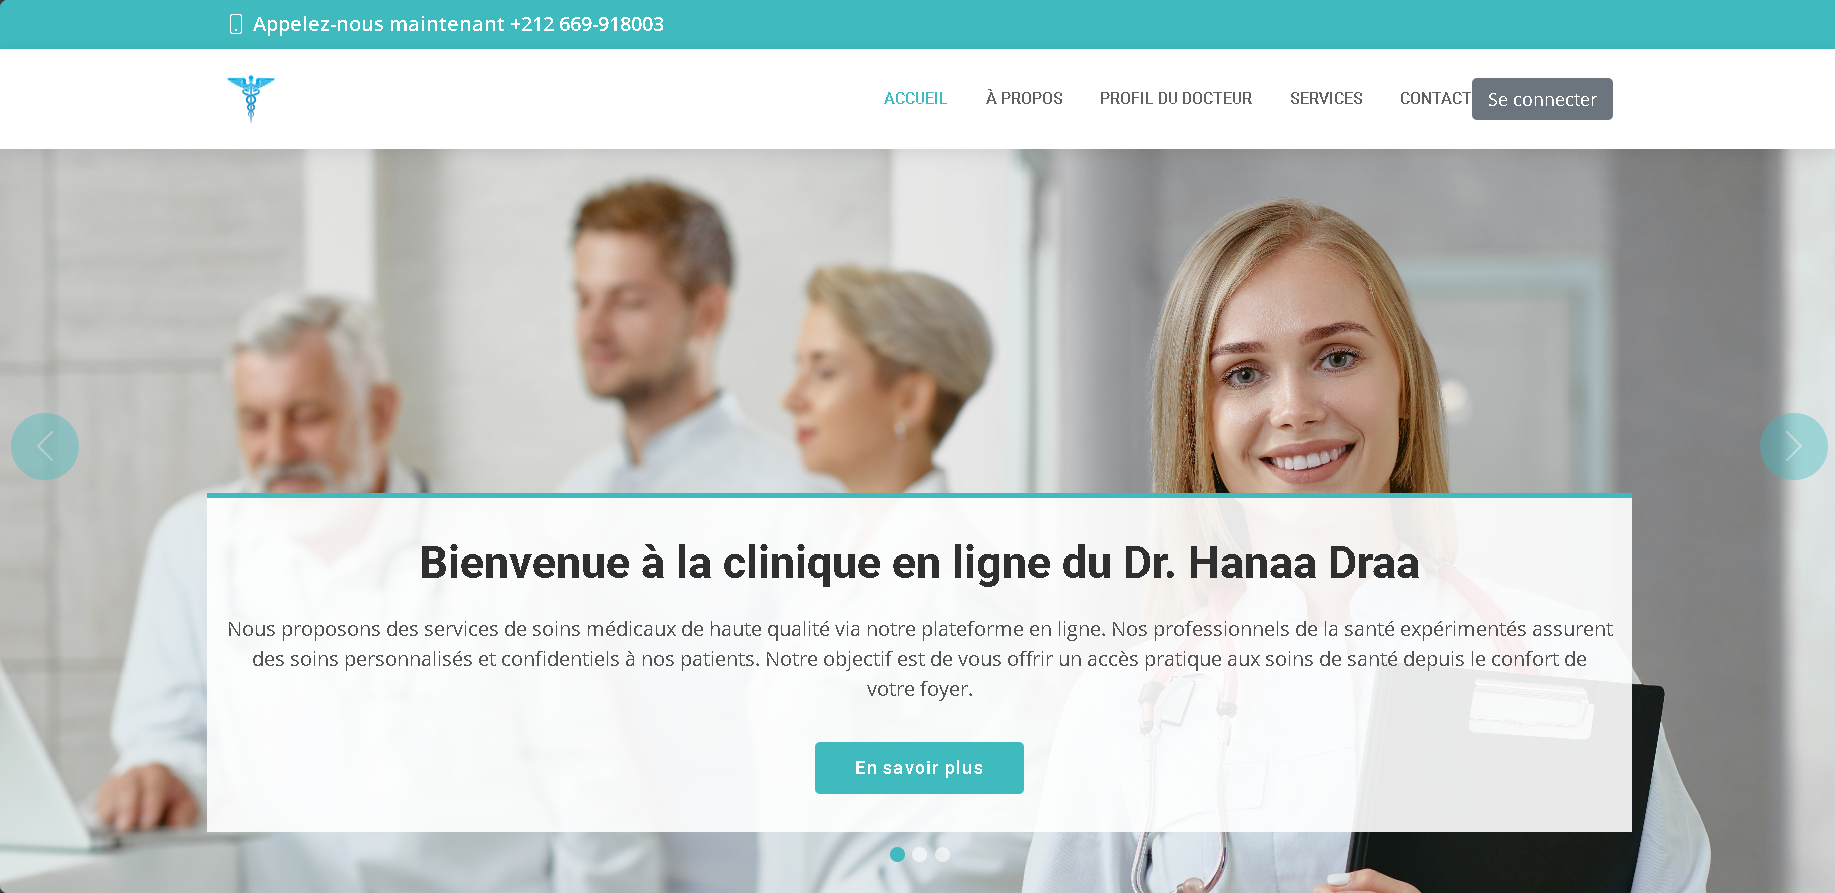 Appelez-nous maintenant +212 669-918003
ACCUEIL À PROPOS PROFIL DU DOCTEUR SERVICES CONTACT Se connecter
Bienvenue à la clinique en ligne du Dr. Hanaa Draa
Nous proposons des services de soins médicaux de haute qualité via notre plateforme en ligne. Nos professionnels de la santé expérimentés assurent
des soins personnalisés et confidentiels à nos patients. Notre objectif est de vous offrir un accès pratique aux soins de santé depuis le confort de
votre foyer.
En savoir plus